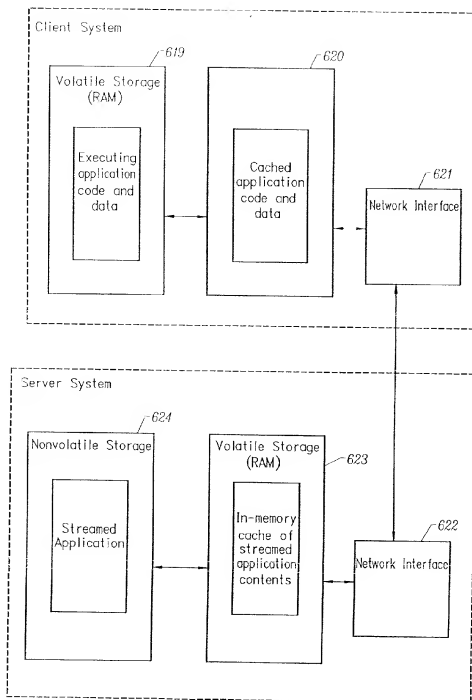 Client System
619
Volatile Storage
(RAM)
Executing
application
code and
data
620
Cached
application
code and
data
621
Network Interface
Server System
624
Nonvolatile Storage
Streamed
Application
Volatile Storage
(RAM)
623
In-memory
cache of
streamed
application
contents
622
Network Interface